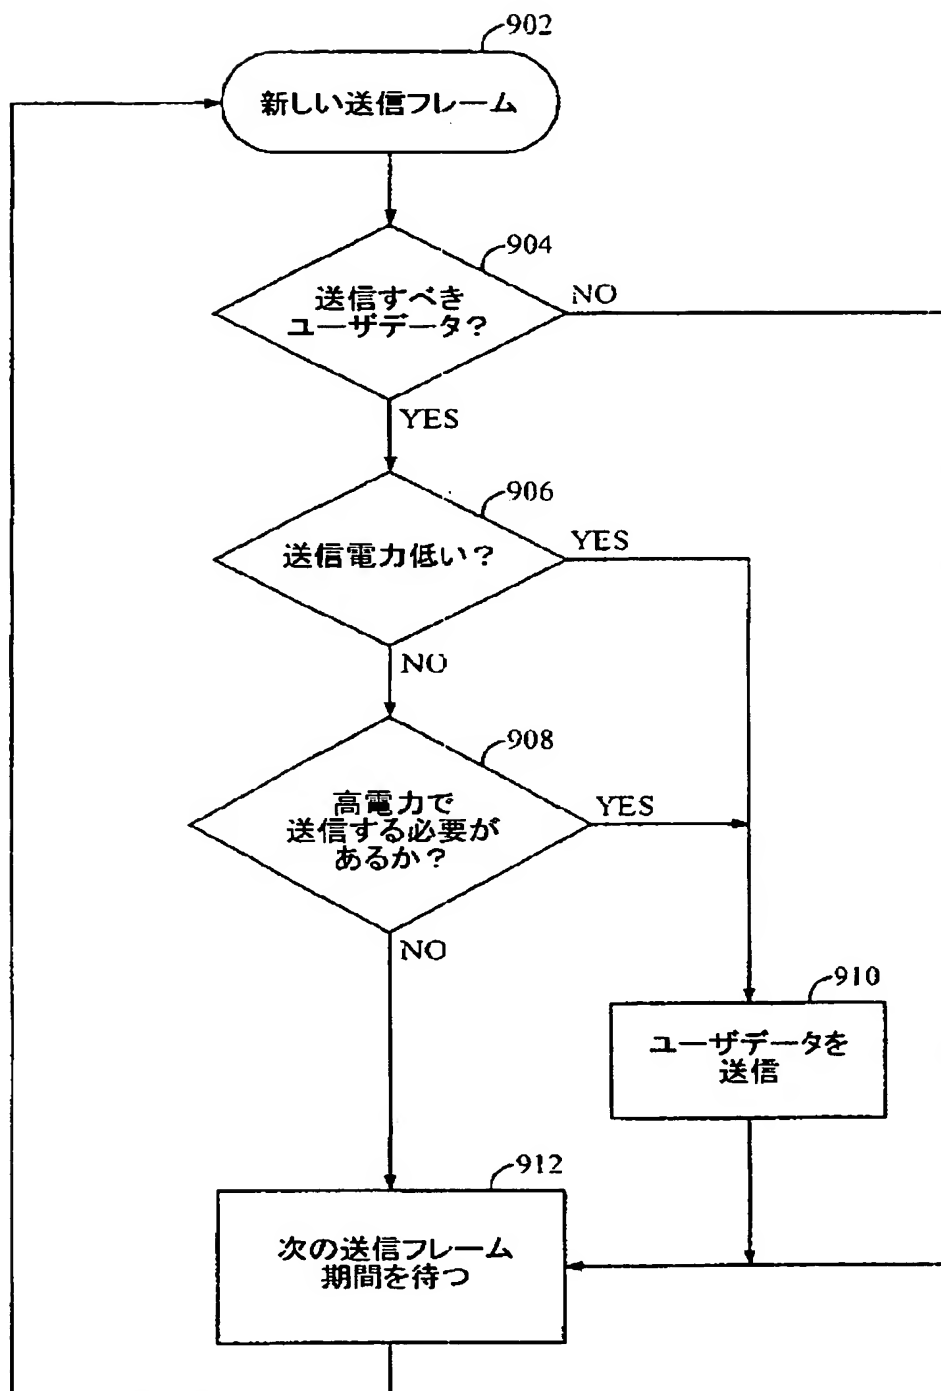 902
新しい送信フレーム
904
送信すべき
ユーザデータ?
NO
YES
906
送信電力低い?
YES
NO
908
高電力で
送信する必要が
あるか?
YES
NO
910
ユーザデータを
送信
912
次の送信フレーム
期間を待つ